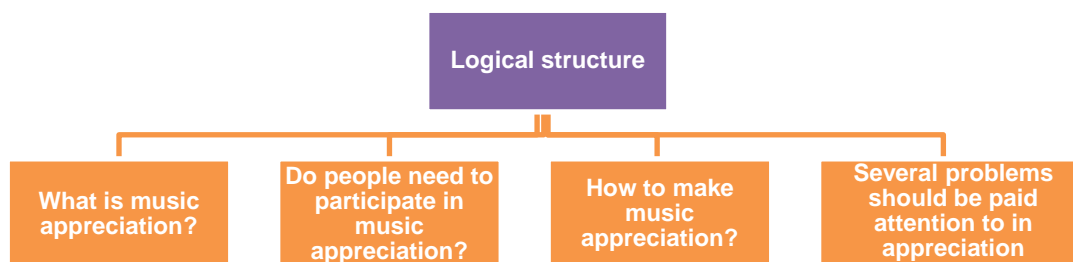 Logical structure
What is music
appreciation?
Do people need to
participate in
music
appreciation?
How to make
music
appreciation?
Several problems
should be paid
attention to in
appreciation